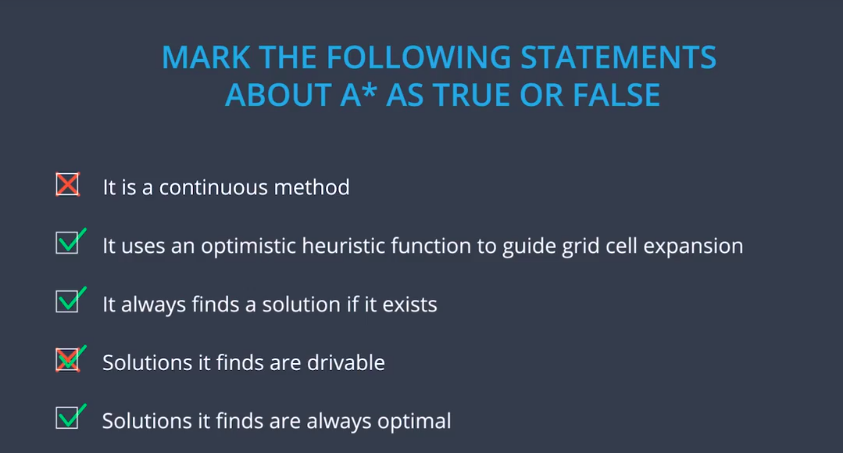 MARK THE FOLLOWING STATEMENTS
ABOUT A* AS TRUE OR FALSE
It is a continuous method
It uses an optimistic heuristic function to guide grid cell expansion
It always finds a solution if it exists
Solutions it finds are drivable
Solutions it finds are always optimal